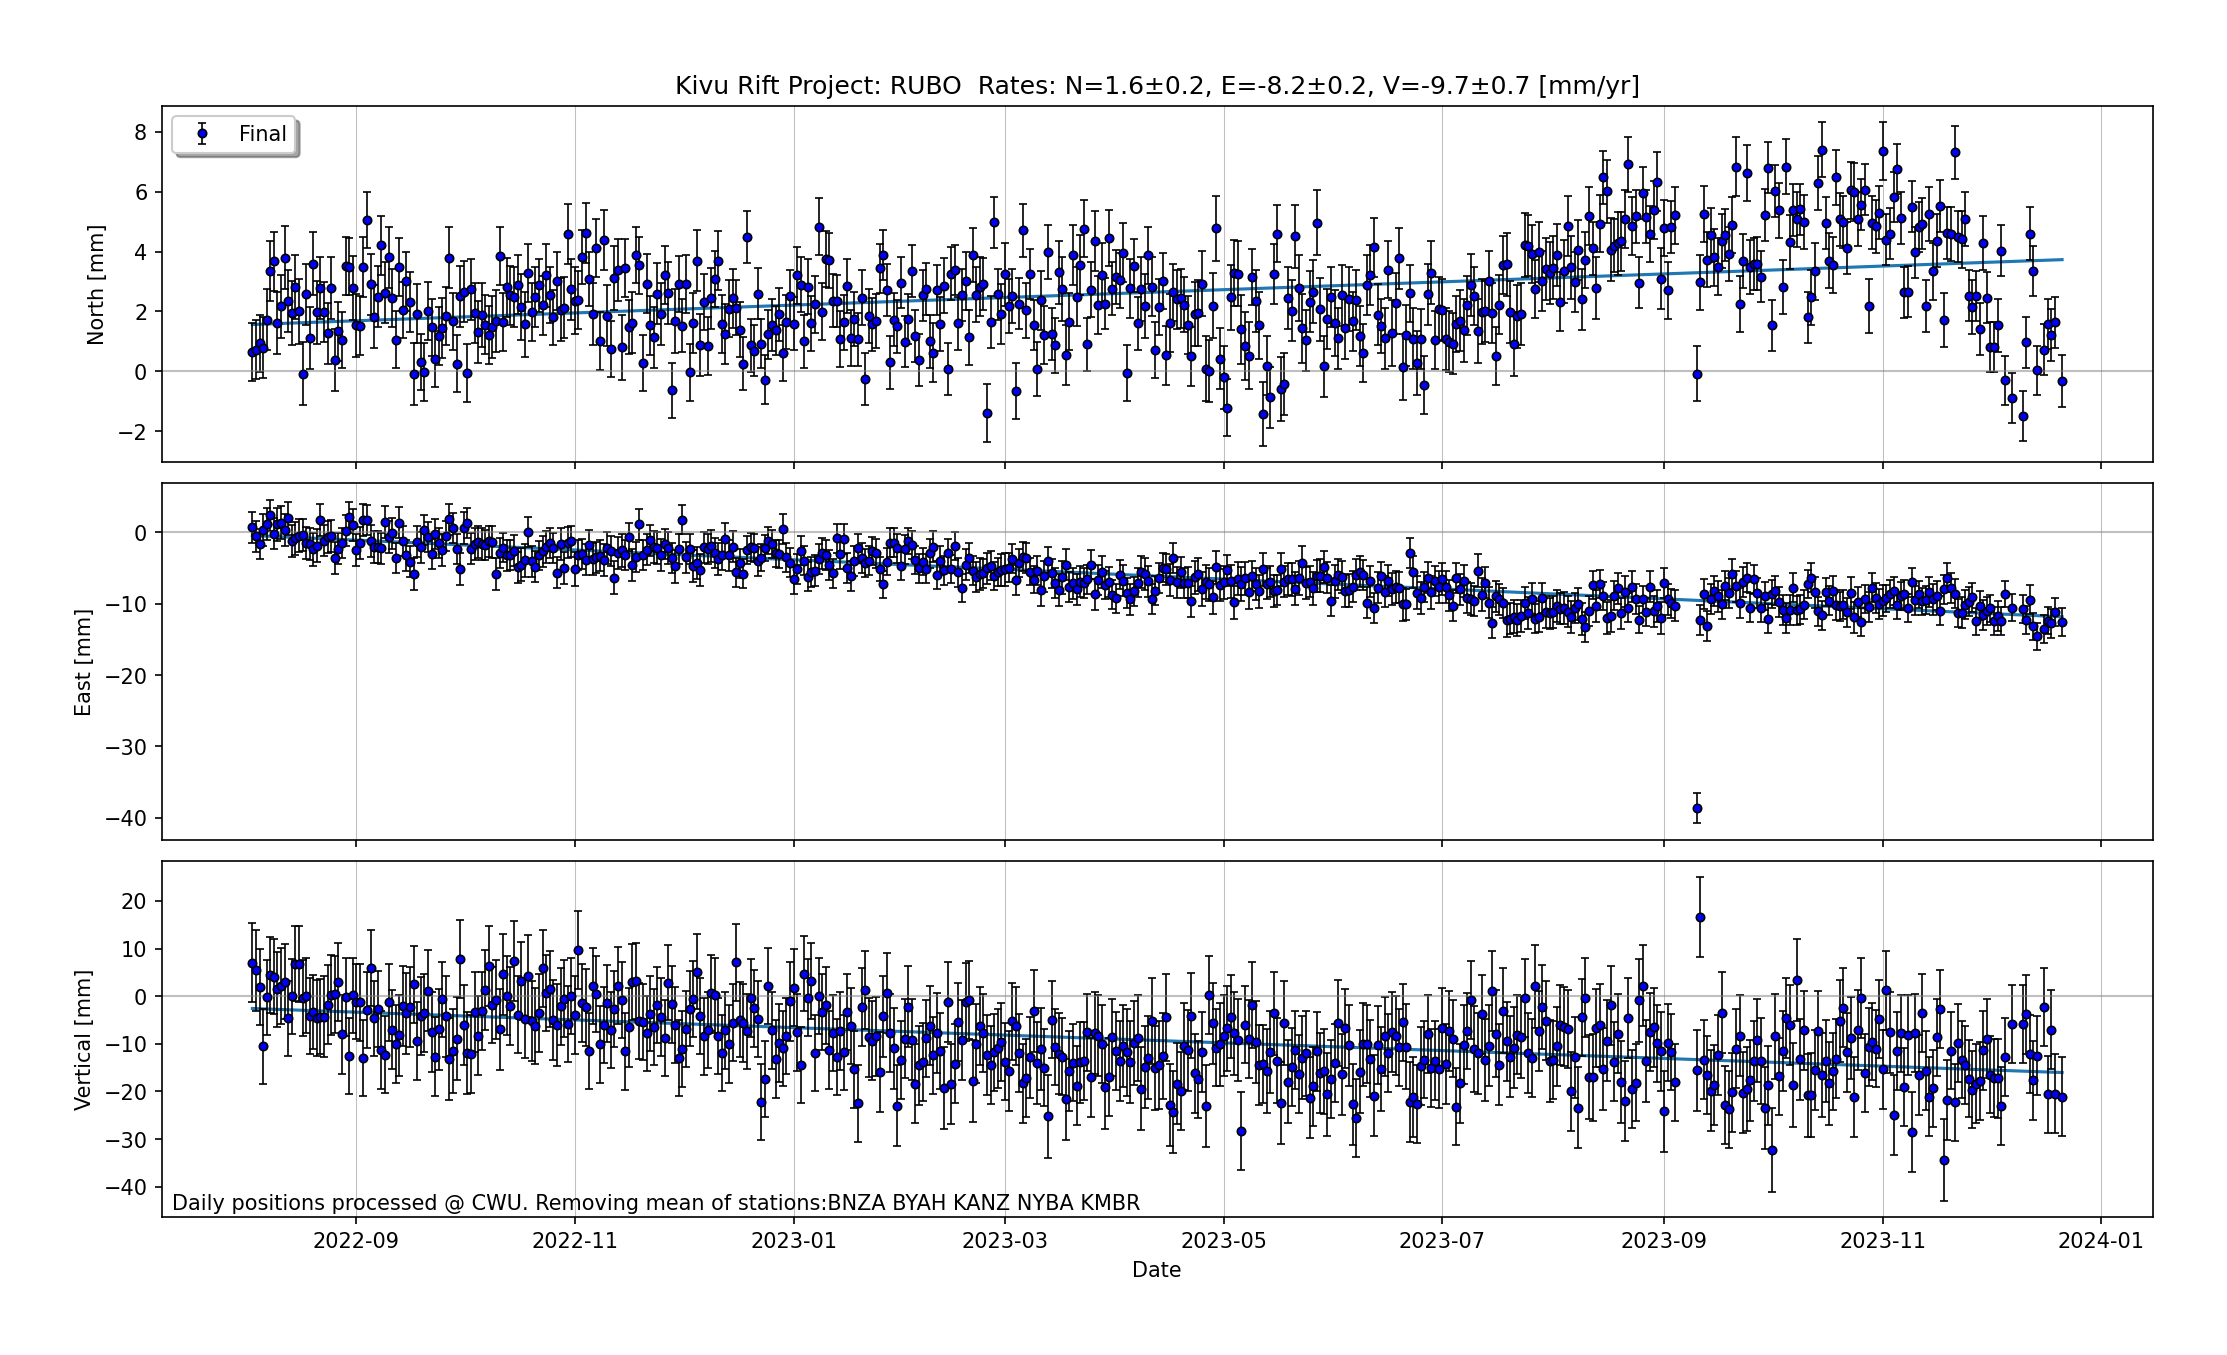 Kivu Rift Project: RUBO  Rates: N=1.6±0.2, E=-8.2±0.2, V=-9.7±0.7 [mm/yr]
Final
North [mm]
8
6
4
2
0
−2
East [mm]
0
−10
−20
−30
−40
Vertical [mm]
20
10
0
−10
−20
−30
−40
Daily positions processed @ CWU. Removing mean of stations:BNZA BYAH KANZ NYBA KMBR
2022-09 2022-11 2023-01 2023-03 2023-05 2023-07 2023-09 2023-11 2024-01
Date